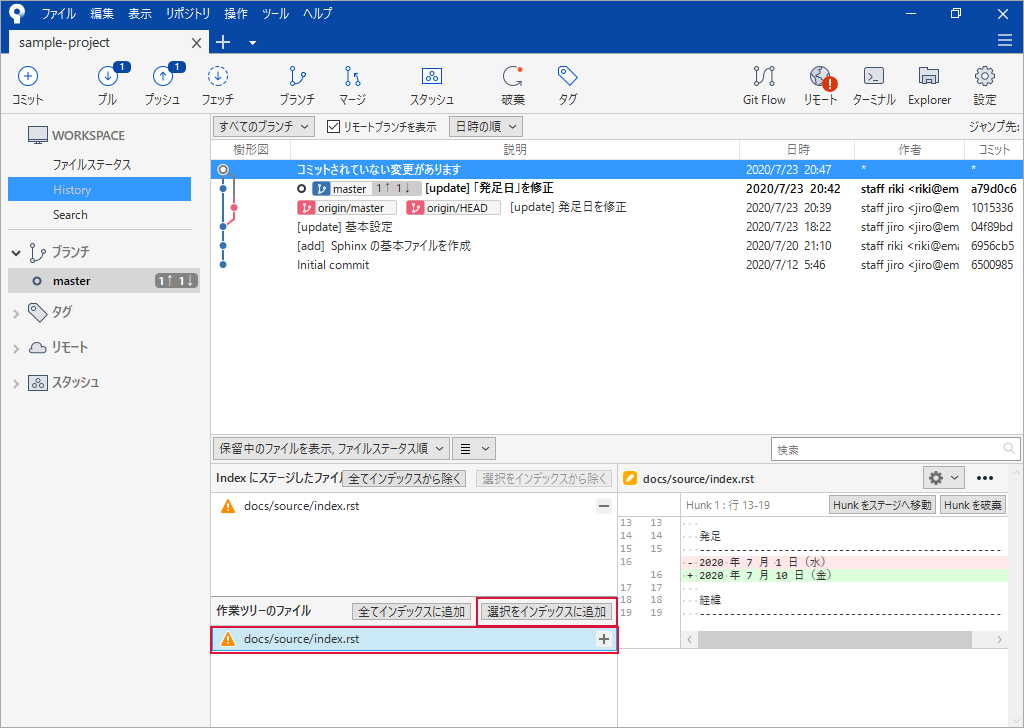 ファイル 編集 表示 リポジトリ 操作 ツール ヘルプ
sample-project
コミット 1 プル 1 プッシュ フェッチ ブランチ マージ スタッシュ 破棄 タグ Git Flow リモート ターミナル Explorer 設定
WORKSPACE
ファイルステータス
History
Search
ブランチ
master 1↑ 1↓
タグ
リモート
スタッシュ
すべてのブランチ リモートブランチを表示 日時の順 ジャンプ先:
樹形図 説明 日時 作者 コミット
コミットされていない変更があります 2020/7/23 20:47 * *
master 1↑ 1↓ [update] 「発足日」を修正 2020/7/23 20:42 staff riki <riki@em a79d0c6
origin/master origin/HEAD [update] 発足日を修正 2020/7/23 20:39 staff jiro <jiro@em 1015336
[update] 基本設定 2020/7/23 18:22 staff jiro <jiro@em 04f89bd
[add] Sphinx の基本ファイルを作成 2020/7/20 21:10 staff riki <riki@ema 6956cb5
Initial commit 2020/7/12 5:46 staff jiro <jiro@em 6500985
保留中のファイルを表示, ファイルステータス順 検索
Index にステージしたファイル 全てインデックスから除く 選択をインデックスから除く
docs/source/index.rst
作業ツリーのファイル 全てインデックスに追加 選択をインデックスに追加
docs/source/index.rst
docs/source/index.rst
Hunk 1 : 行 13-19 Hunk をステージへ移動 Hunk を破棄
13 13
14 14 発足
15 15 ------------------------------------------------
16 - 2020 年 7 月 1 日（水）
16 + 2020 年 7 月 10 日（金）
17 17
18 18 経緯
19 19 ------------------------------------------------